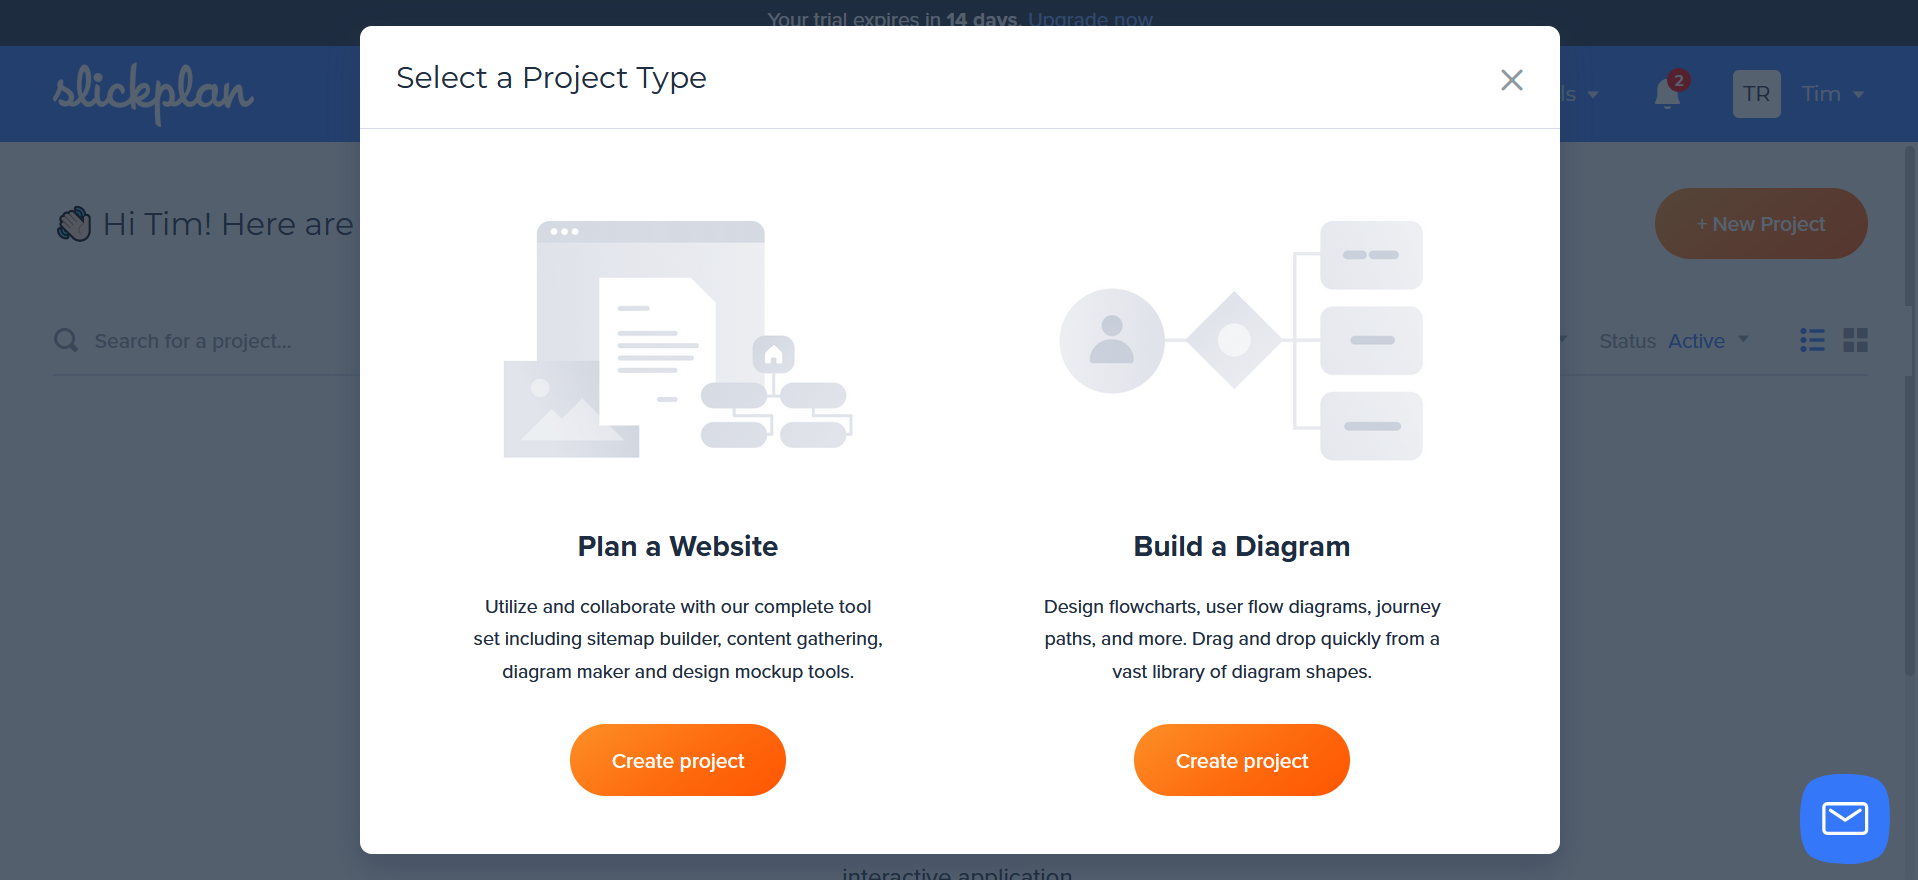 Your trial expires in 14 days. Upgrade now
slickplan
Select a Project Type
ls
2
TR
Tim
Hi Tim! Here are
+ New Project
Search for a project...
Status Active
Plan a Website
Utilize and collaborate with our complete tool
set including sitemap builder, content gathering,
diagram maker and design mockup tools.
Create project
Build a Diagram
Design flowcharts, user flow diagrams, journey
paths, and more. Drag and drop quickly from a
vast library of diagram shapes.
Create project
interactive application